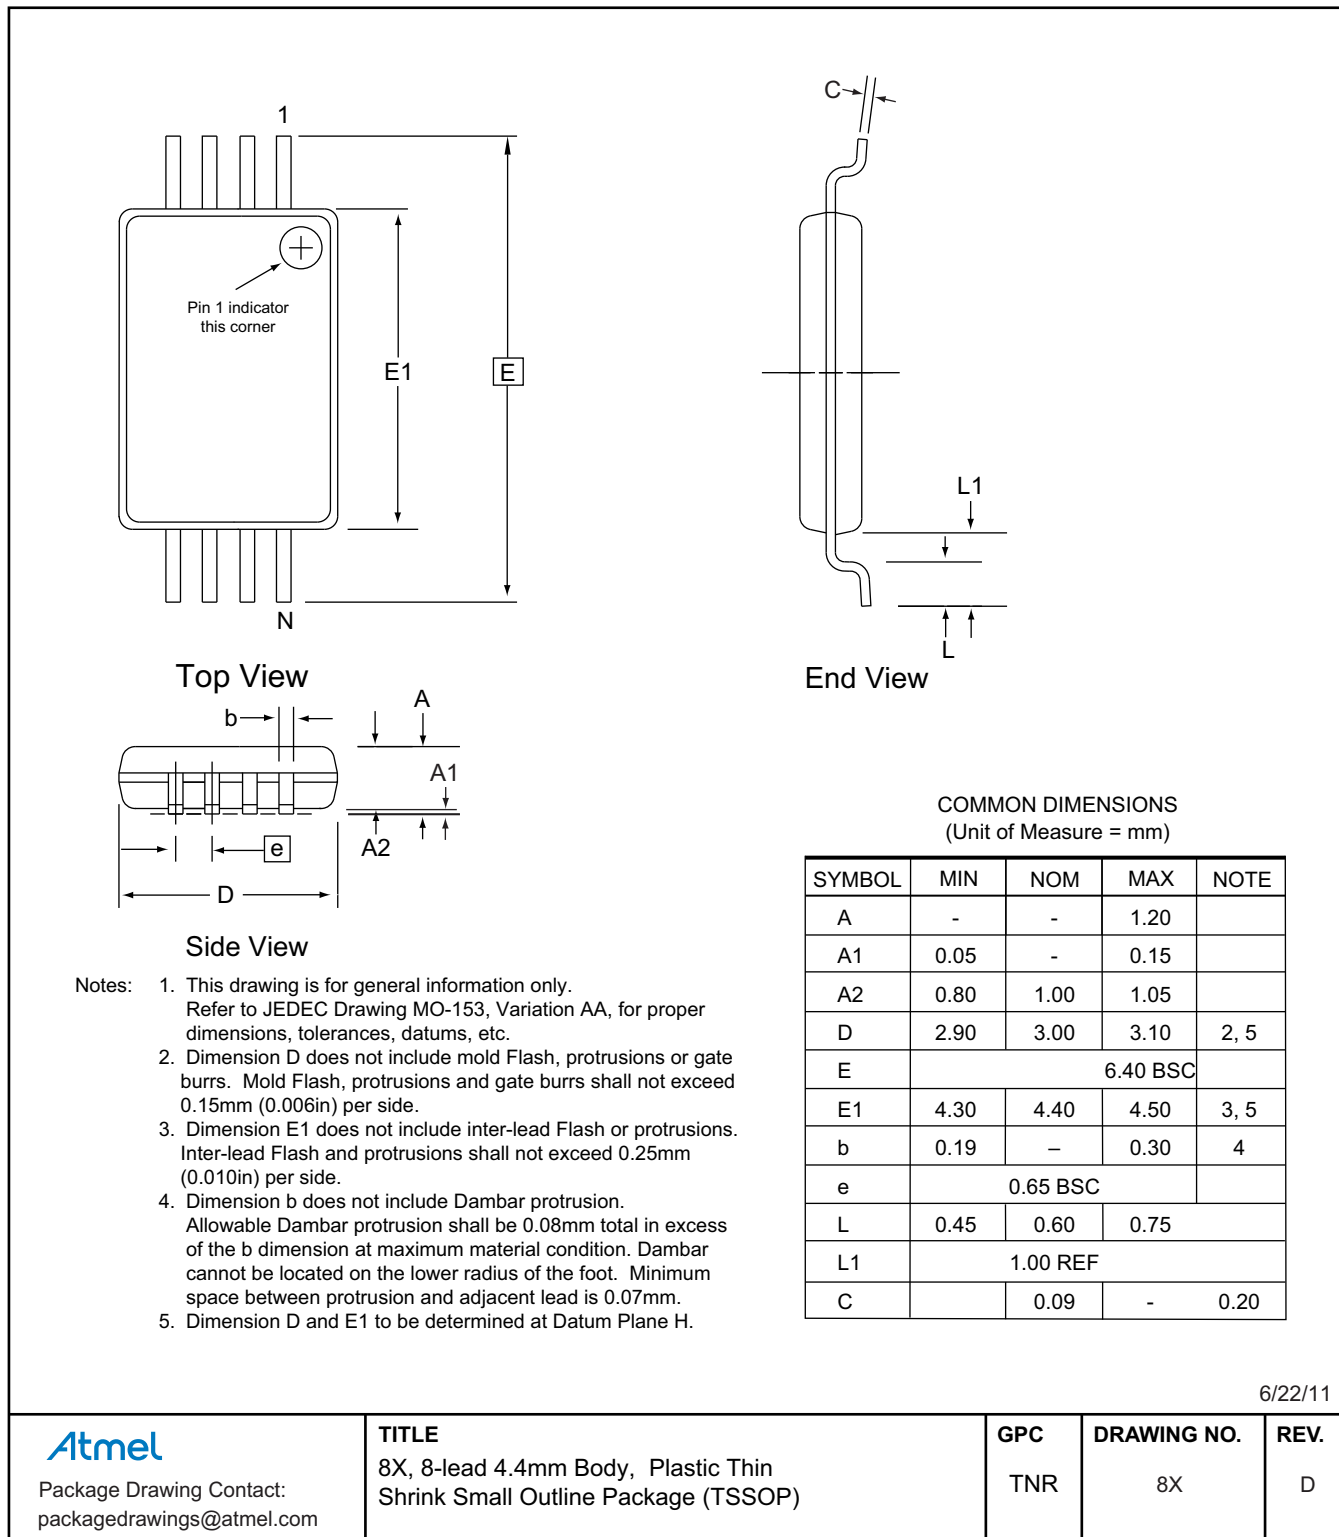 1
Pin 1 indicator
this corner
E1
E
N
Top View
C
L1
L
End View
b
A
A1
A2
e
D
Side View
Notes: 1. This drawing is for general information only.
Refer to JEDEC Drawing MO-153, Variation AA, for proper
dimensions, tolerances, datums, etc.
2. Dimension D does not include mold Flash, protrusions or gate
burrs. Mold Flash, protrusions and gate burrs shall not exceed
0.15mm (0.006in) per side.
3. Dimension E1 does not include inter-lead Flash or protrusions.
Inter-lead Flash and protrusions shall not exceed 0.25mm
(0.010in) per side.
4. Dimension b does not include Dambar protrusion.
Allowable Dambar protrusion shall be 0.08mm total in excess
of the b dimension at maximum material condition. Dambar
cannot be located on the lower radius of the foot. Minimum
space between protrusion and adjacent lead is 0.07mm.
5. Dimension D and E1 to be determined at Datum Plane H.
COMMON DIMENSIONS
(Unit of Measure = mm)
SYMBOL MIN NOM MAX NOTE
A - - 1.20
A1 0.05 - 0.15
A2 0.80 1.00 1.05
D 2.90 3.00 3.10 2, 5
E 6.40 BSC
E1 4.30 4.40 4.50 3, 5
b 0.19 – 0.30 4
e 0.65 BSC
L 0.45 0.60 0.75
L1 1.00 REF
C 0.09 - 0.20
6/22/11
Atmel
Package Drawing Contact:
packagedrawings@atmel.com
TITLE
8X, 8-lead 4.4mm Body, Plastic Thin
Shrink Small Outline Package (TSSOP)
GPC
TNR
DRAWING NO.
8X
REV.
D